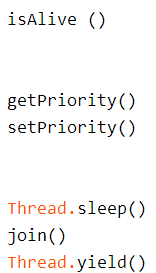 isAlive ()
getPriority()
setPriority()
Thread.sleep()
join()
Thread.yield()